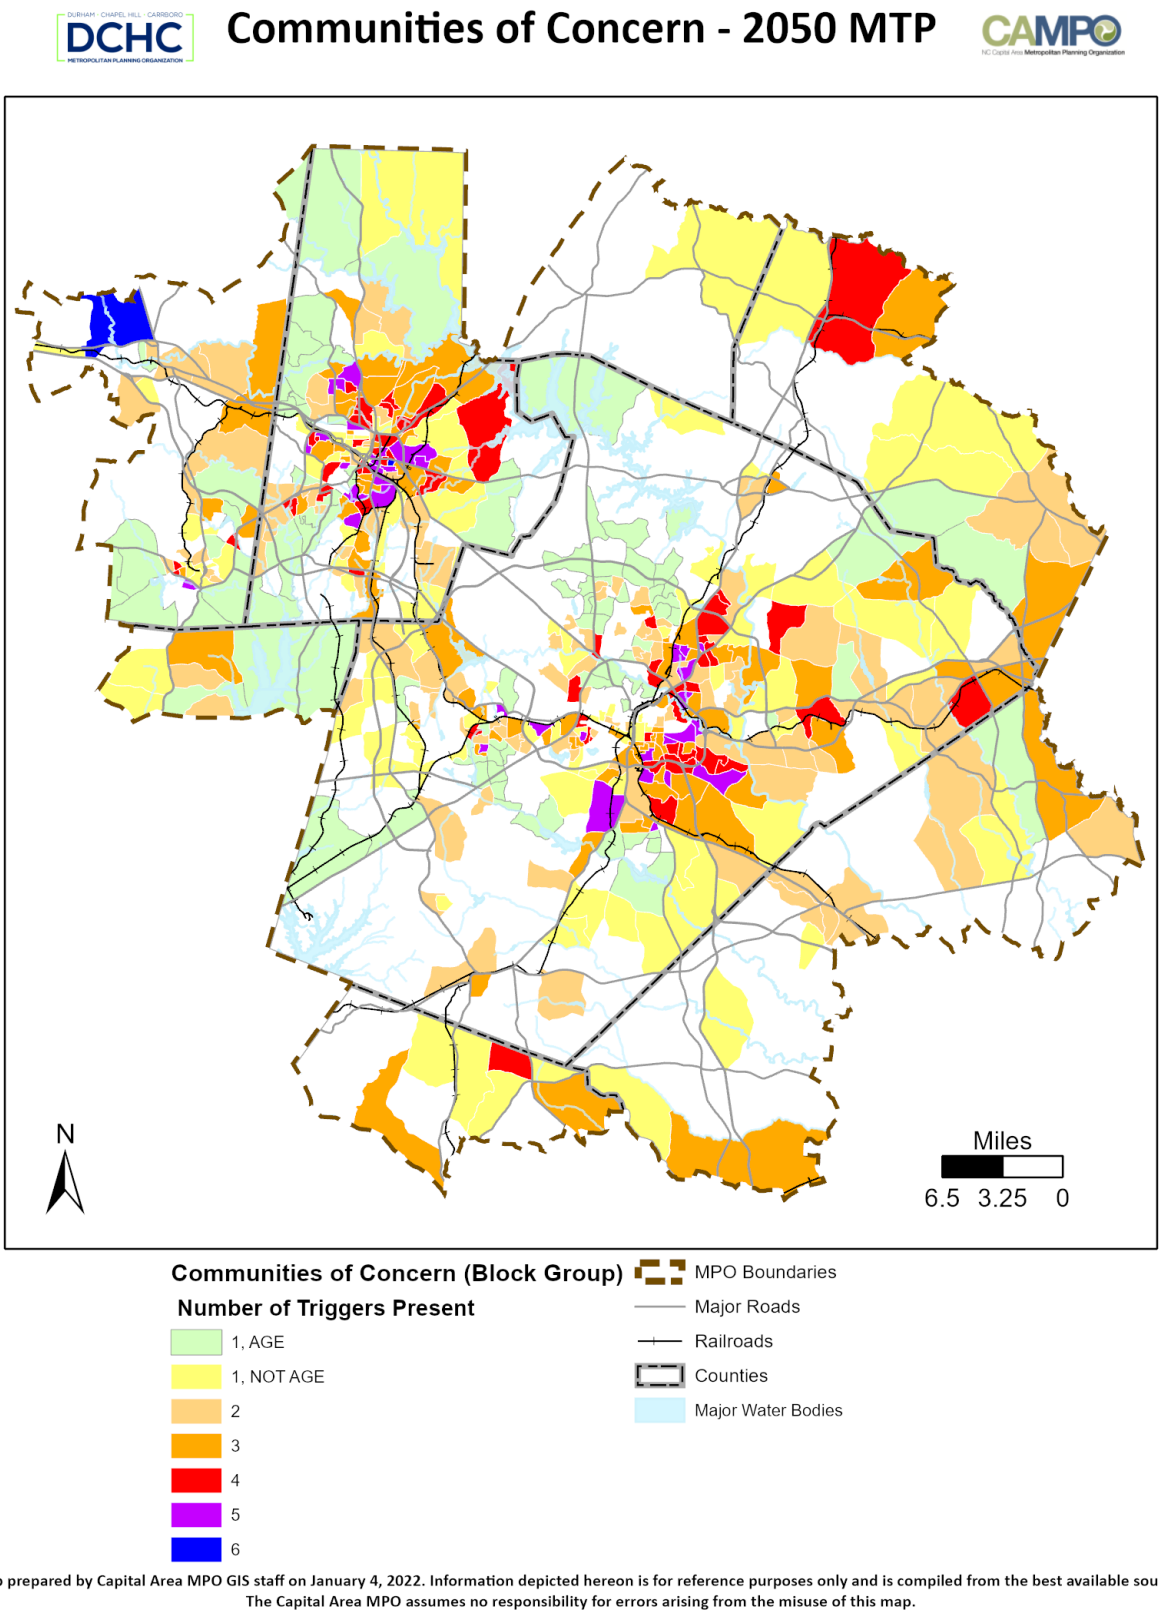 DURHAM · CHAPEL HILL · CARRBORO
DCHC
METROPOLITAN PLANNING ORGANIZATION
Communities of Concern - 2050 MTP
CAMPO
NC Capital Area Metropolitan Planning Organization
N
Miles
6.5 3.25 0
Communities of Concern (Block Group)
Number of Triggers Present
1, AGE
1, NOT AGE
2
3
4
5
6
MPO Boundaries
Major Roads
Railroads
Counties
Major Water Bodies
prepared by Capital Area MPO GIS staff on January 4, 2022. Information depicted hereon is for reference purposes only and is compiled from the best available sou
The Capital Area MPO assumes no responsibility for errors arising from the misuse of this map.